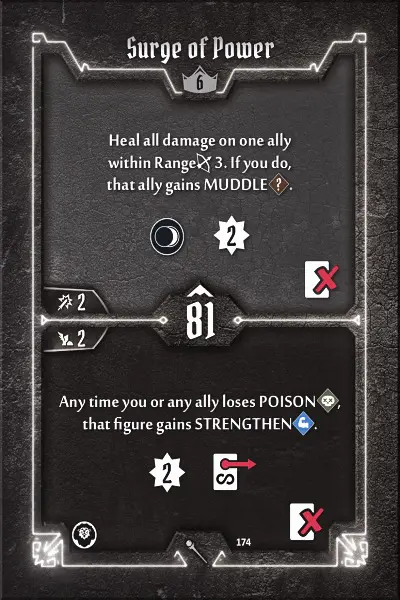 Surge of Power
6
Heal all damage on one ally
within Range 3. If you do,
that ally gains MUDDLE ?.
2
2
81
2
Any time you or any ally loses POISON,
that figure gains STRENGTHEN.
2
174